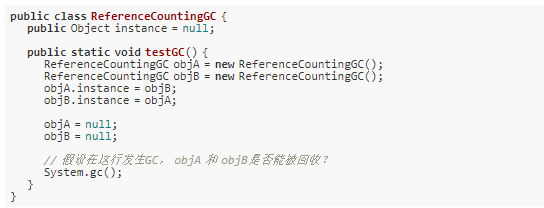 public class ReferenceCountingGC {
public Object instance = null;
public static void testGC() {
ReferenceCountingGC objA = new ReferenceCountingGC();
ReferenceCountingGC objB = new ReferenceCountingGC();
objA.instance = objB;
objB.instance = objA;
objA = null;
objB = null;
// 假设在这行发生GC, objA 和 objB是否能被回收?
System.gc();
}
}